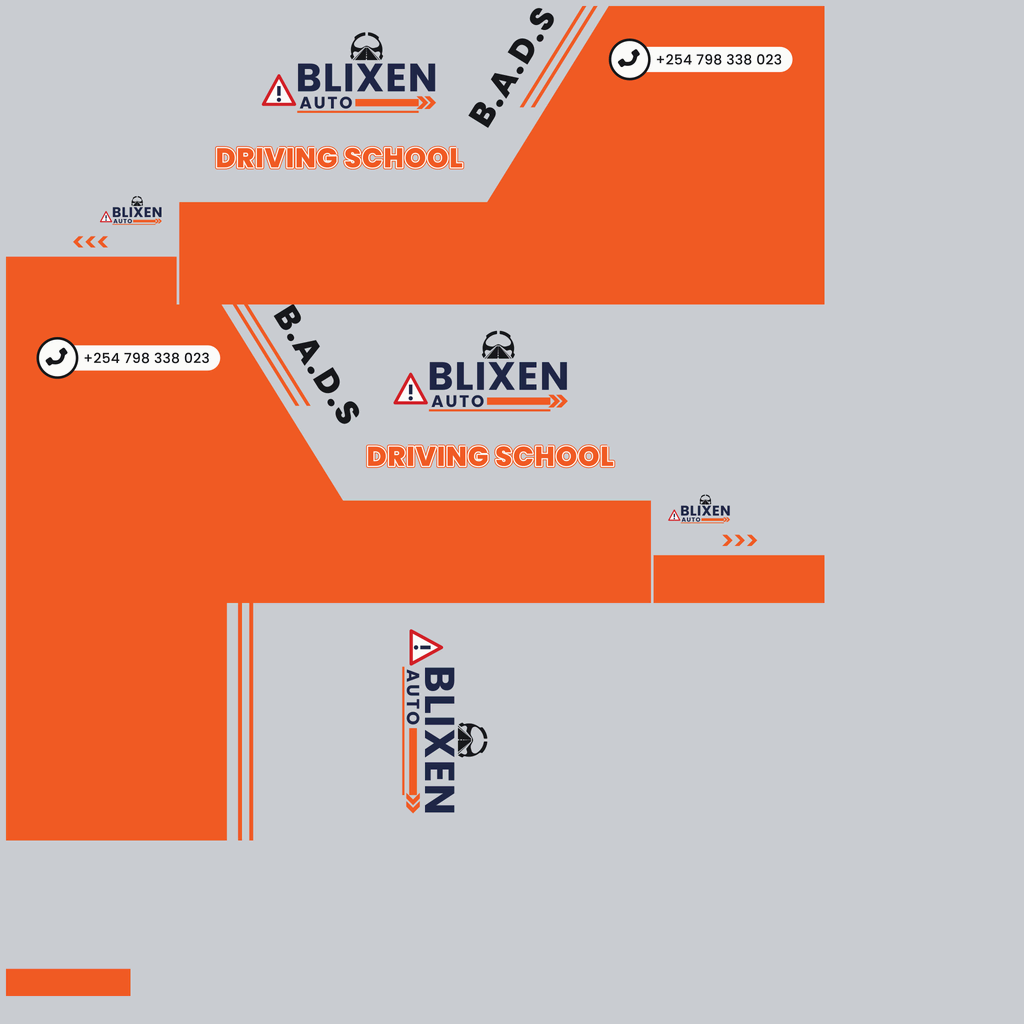 B.A.D.S
+254 798 338 023
BLIXEN
AUTO
DRIVING SCHOOL
BLIXEN
AUTO
B.A.D.S
+254 798 338 023
BLIXEN
AUTO
DRIVING SCHOOL
BLIXEN
AUTO
BLIXEN
AUTO